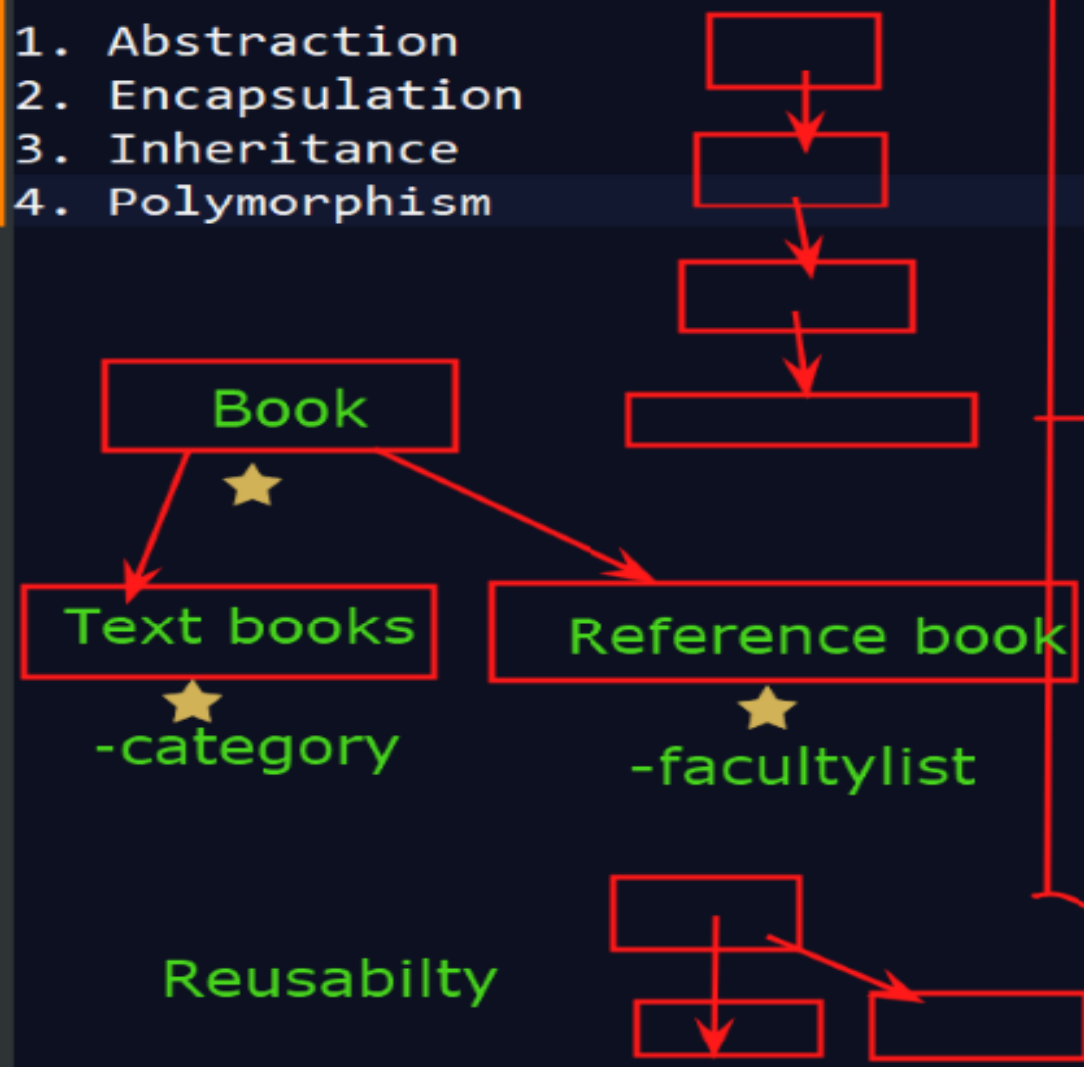 1. Abstraction
2. Encapsulation
3. Inheritance
4. Polymorphism
Book
Text books
Reference book
-category
-facultylist
Reusabilty